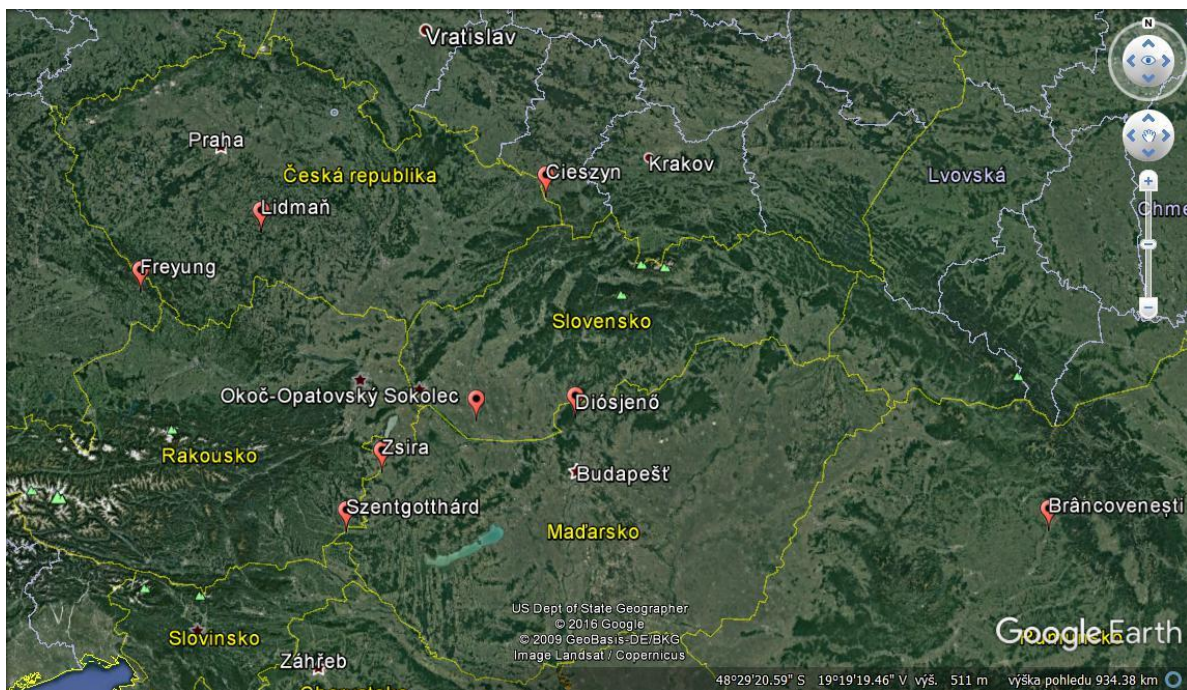 N
Vratislav
Praha
Česká republika
Cieszyn
Krakov
Lvovská
Chme
Lidmaň
Freyung
Slovensko
Okoč-Opatovský Sokolec
Diósjenő
Zsira
Rakousko
Budapešť
Szentgotthárd
Maďarsko
Brâncovenești
US Dept of State Geographer
© 2016 Google
© 2009 GeoBasis-DE/BKG
Image Landsat / Copernicus
Slovinsko
Záhřeb
Google Earth
48°29'20.59" S 19°19'19.46" V výš. 511 m výška pohledu 934.38 km